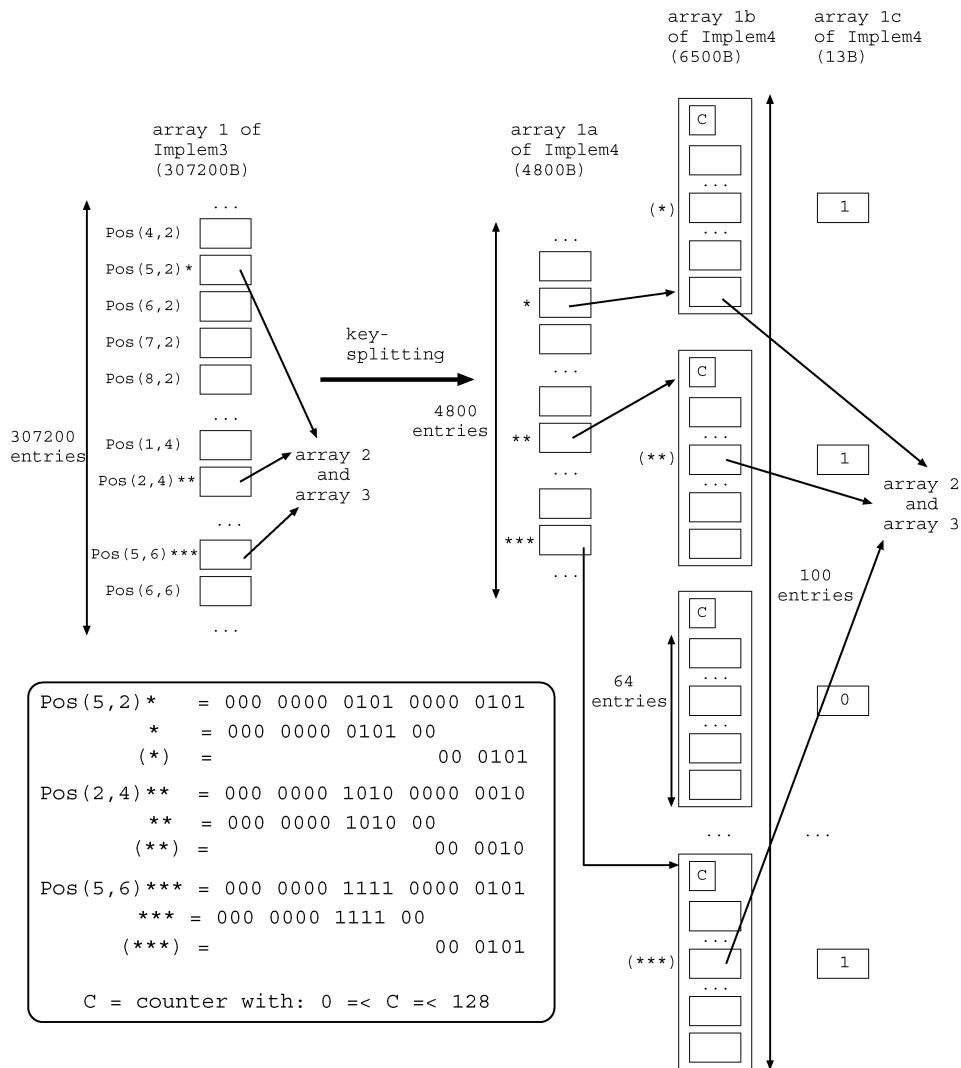 array 1b
of Implem4
(6500B)
array 1c
of Implem4
(13B)
array 1 of
Implem3
(307200B)
array 1a
of Implem4
(4800B)
...
Pos(4,2)
Pos(5,2)*
Pos(6,2)
Pos(7,2)
Pos(8,2)
...
Pos(1,4)
Pos(2,4)**
...
Pos(5,6)***
Pos(6,6)
...
307200
entries
array 2
and
array 3
key-
splitting
4800
entries
...
*
...
**
...
***
...
C
...
(*)
...
C
...
(**)
...
C
...
...
64
entries
...
C
...
(***)
...
1
1
0
...
1
100
entries
array 2
and
array 3
Pos(5,2)* = 000 0000 0101 0000 0101
* = 000 0000 0101 00
(*) = 00 0101
Pos(2,4)** = 000 0000 1010 0000 0010
** = 000 0000 1010 00
(**) = 00 0010
Pos(5,6)*** = 000 0000 1111 0000 0101
*** = 000 0000 1111 00
(***) = 00 0101
C = counter with: 0 =< C =< 128